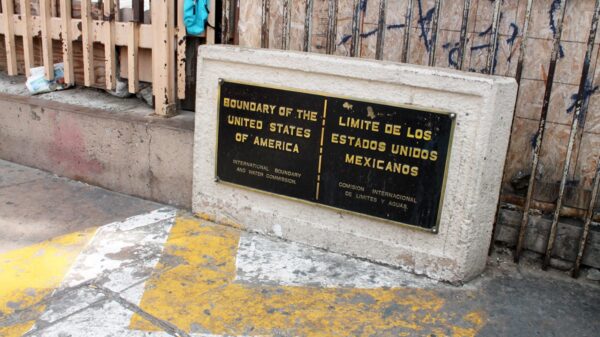 BOUNDARY OF THE
UNITED STATES
OF AMERICA
INTERNATIONAL BOUNDARY
AND WATER COMMISSION.
LIMITE DE LOS
ESTADOS UNIDOS
MEXICANOS
COMISION INTERNACIONAL
DE LIMITES Y AGUAS.